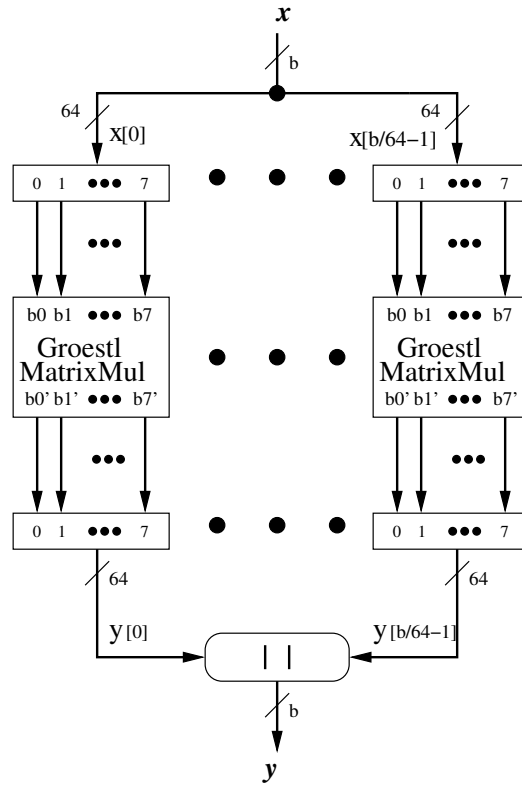 x
b
64 64
x[0] x[b/64−1]
0 1 ••• 7 0 1 ••• 7
b0 b1 ••• b7 b0 b1 ••• b7
Groestl Groestl
MatrixMul MatrixMul
b0’ b1’ ••• b7’ b0’ b1’ ••• b7’
0 1 ••• 7 0 1 ••• 7
64 64
y[0] y[b/64−1]
| |
b
y